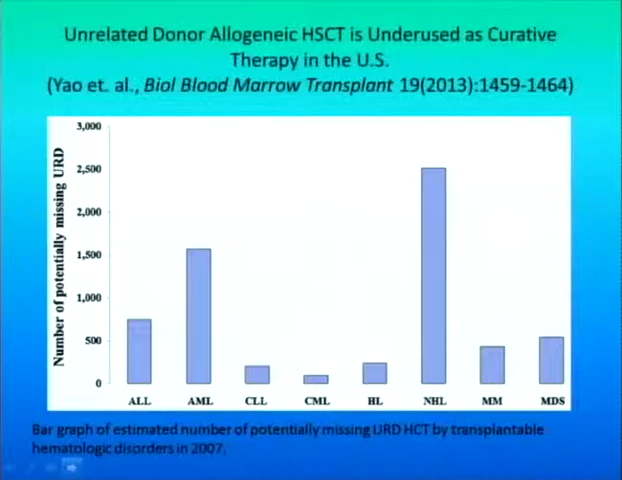 Unrelated Donor Allogeneic HSCT is Underused as Curative
Therapy in the U.S.
(Yao et. al., Biol Blood Marrow Transplant 19(2013):1459-1464)
Number of potentially missing URD
3,000
2,500
2,000
1,500
1,000
500
0
ALL AML CLL CML HL NHL MM MDS
Bar graph of estimated number of potentially missing URD HCT by transplantable
hematologic disorders in 2007.